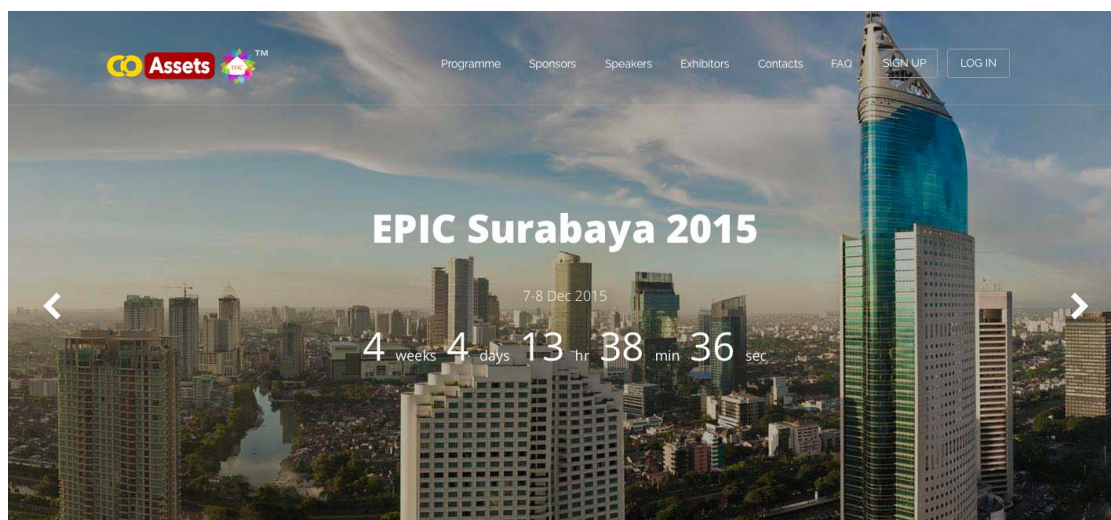 CO Assets EPIC ™
Programme Sponsors Speakers Exhibitors Contacts FAQ SIGN UP LOG IN
EPIC Surabaya 2015
7-8 Dec 2015
4 weeks 4 days 13 hr 38 min 36 sec